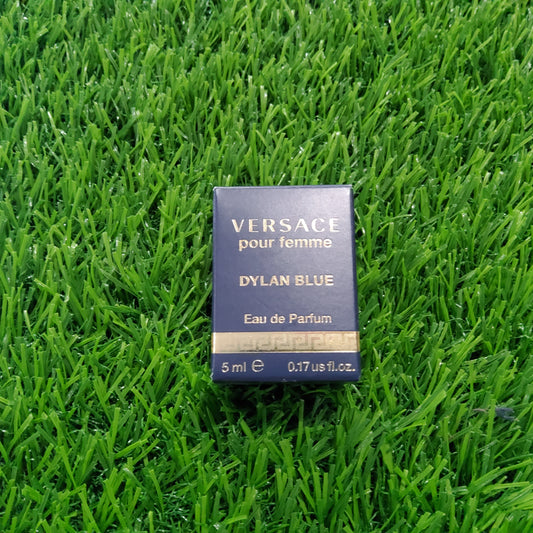 VERSACE
pour femme
DYLAN BLUE
Eau de Parfum
5 ml ℮ 0.17 us fl.oz.